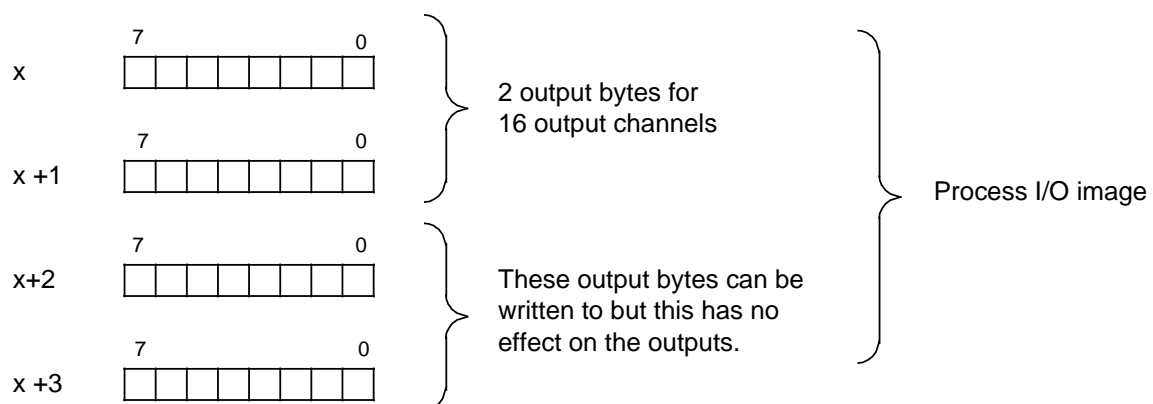 7 0
x
2 output bytes for
16 output channels
7 0
x +1
Process I/O image
7 0
x+2
These output bytes can be
written to but this has no
effect on the outputs.
7 0
x +3